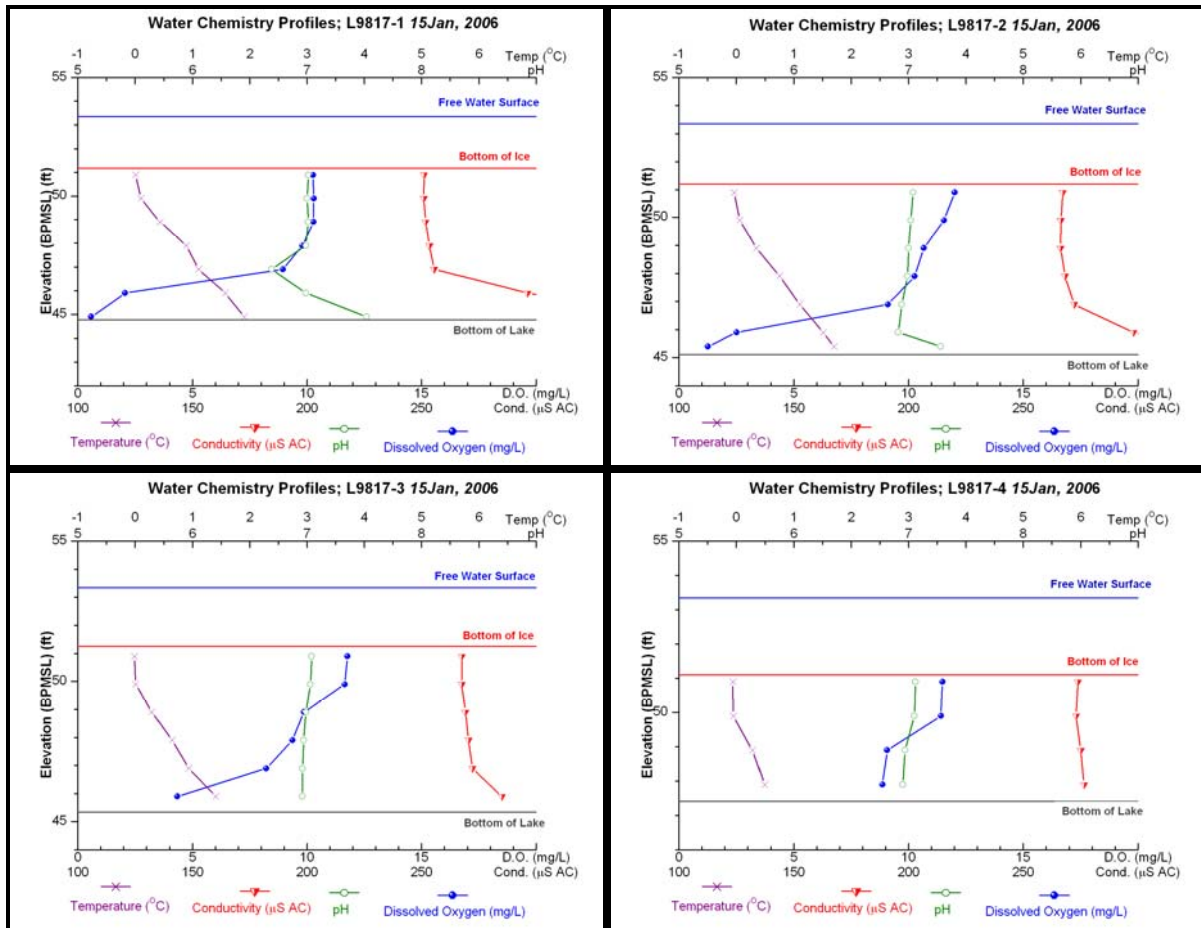 Water Chemistry Profiles; L9817-1 15Jan, 2006
-1 0 1 2 3 4 5 6 Temp (°C)
5 6 7 8 pH
55
Free Water Surface
Bottom of Ice
50
Elevation (BPMSL) (ft)
45
Bottom of Lake
0 5 10 15 D.O. (mg/L)
100 150 200 250 Cond. (µS AC)
Temperature (°C) Conductivity (µS AC) pH Dissolved Oxygen (mg/L)
Water Chemistry Profiles; L9817-2 15Jan, 2006
-1 0 1 2 3 4 5 6 Temp (°C)
5 6 7 8 pH
55
Free Water Surface
Bottom of Ice
50
Elevation (BPMSL) (ft)
45
Bottom of Lake
0 5 10 15 D.O. (mg/L)
100 150 200 250 Cond. (µS AC)
Temperature (°C) Conductivity (µS AC) pH Dissolved Oxygen (mg/L)
Water Chemistry Profiles; L9817-3 15Jan, 2006
-1 0 1 2 3 4 5 6 Temp (°C)
5 6 7 8 pH
55
Free Water Surface
Bottom of Ice
50
Elevation (BPMSL) (ft)
45
Bottom of Lake
0 5 10 15 D.O. (mg/L)
100 150 200 250 Cond. (µS AC)
Temperature (°C) Conductivity (µS AC) pH Dissolved Oxygen (mg/L)
Water Chemistry Profiles; L9817-4 15Jan, 2006
-1 0 1 2 3 4 5 6 Temp (°C)
5 6 7 8 pH
55
Free Water Surface
Bottom of Ice
50
Elevation (BPMSL) (ft)
Bottom of Lake
0 5 10 15 D.O. (mg/L)
100 150 200 250 Cond. (µS AC)
Temperature (°C) Conductivity (µS AC) pH Dissolved Oxygen (mg/L)